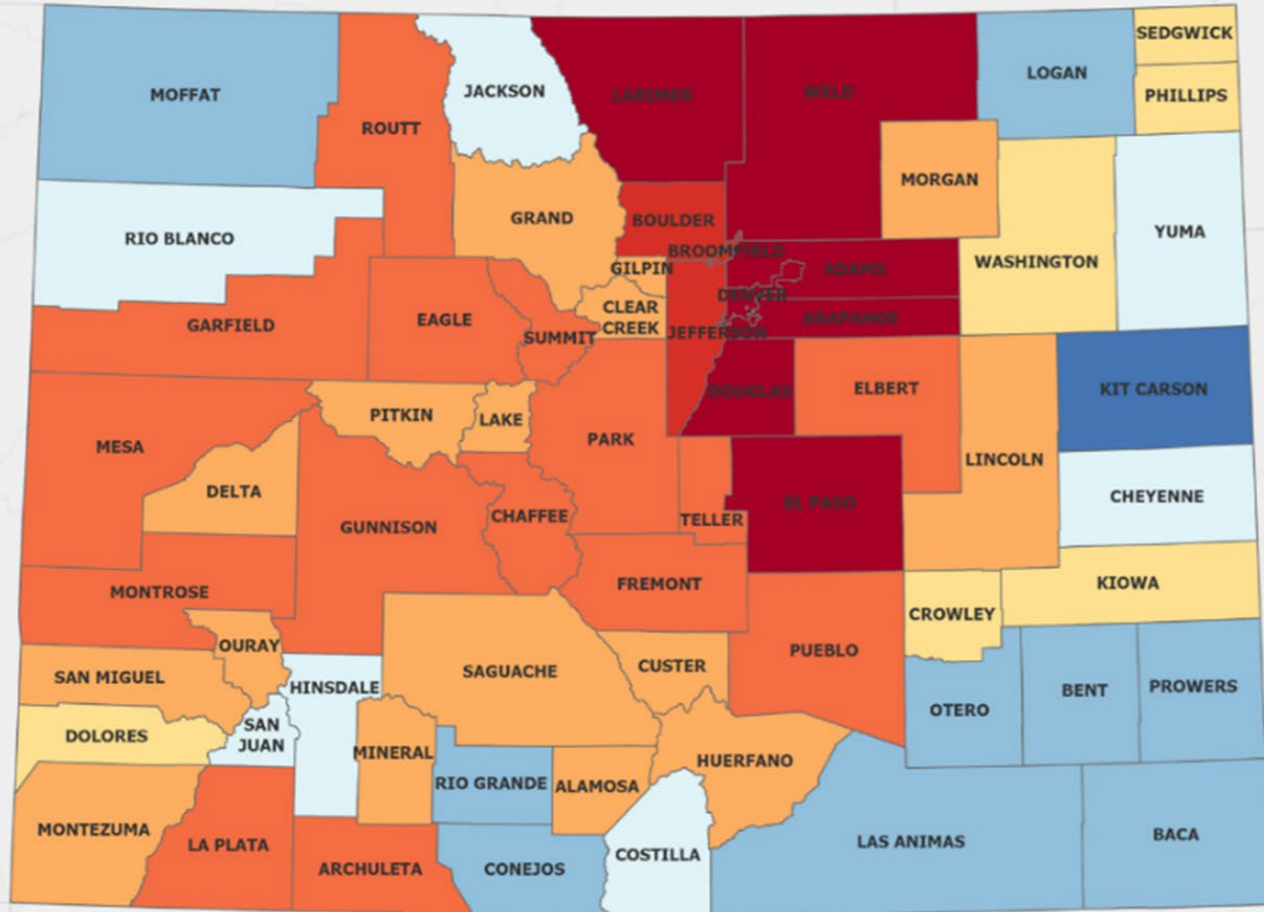 SEDGWICK
LOGAN
MOFFAT
JACKSON
LARIMER
WELD
PHILLIPS
ROUTT
MORGAN
GRAND
BOULDER
YUMA
RIO BLANCO
BROOMFIELD
WASHINGTON
GILPIN
ADAMS
DENVER
CLEAR
CREEK
ARAPAHOE
GARFIELD
EAGLE
SUMMIT
JEFFERSON
DOUGLAS
ELBERT
KIT CARSON
PITKIN
LAKE
PARK
MESA
LINCOLN
DELTA
CHEYENNE
GUNNISON
CHAFFEE
TELLER
EL PASO
MONTROSE
FREMONT
KIOWA
CROWLEY
OURAY
PUEBLO
SAN MIGUEL
SAGUACHE
CUSTER
HINSDALE
BENT
PROWERS
OTERO
DOLORES
SAN
JUAN
MINERAL
HUERFANO
RIO GRANDE
ALAMOSA
MONTEZUMA
LA PLATA
COSTILLA
LAS ANIMAS
BACA
ARCHULETA
CONEJOS